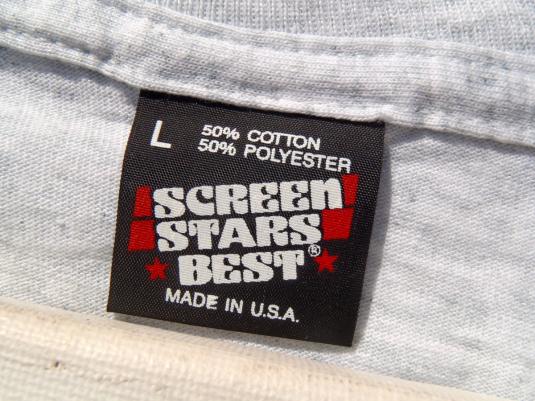 L
50% COTTON
50% POLYESTER
SCREEN
STARS
BEST®
MADE IN U.S.A.